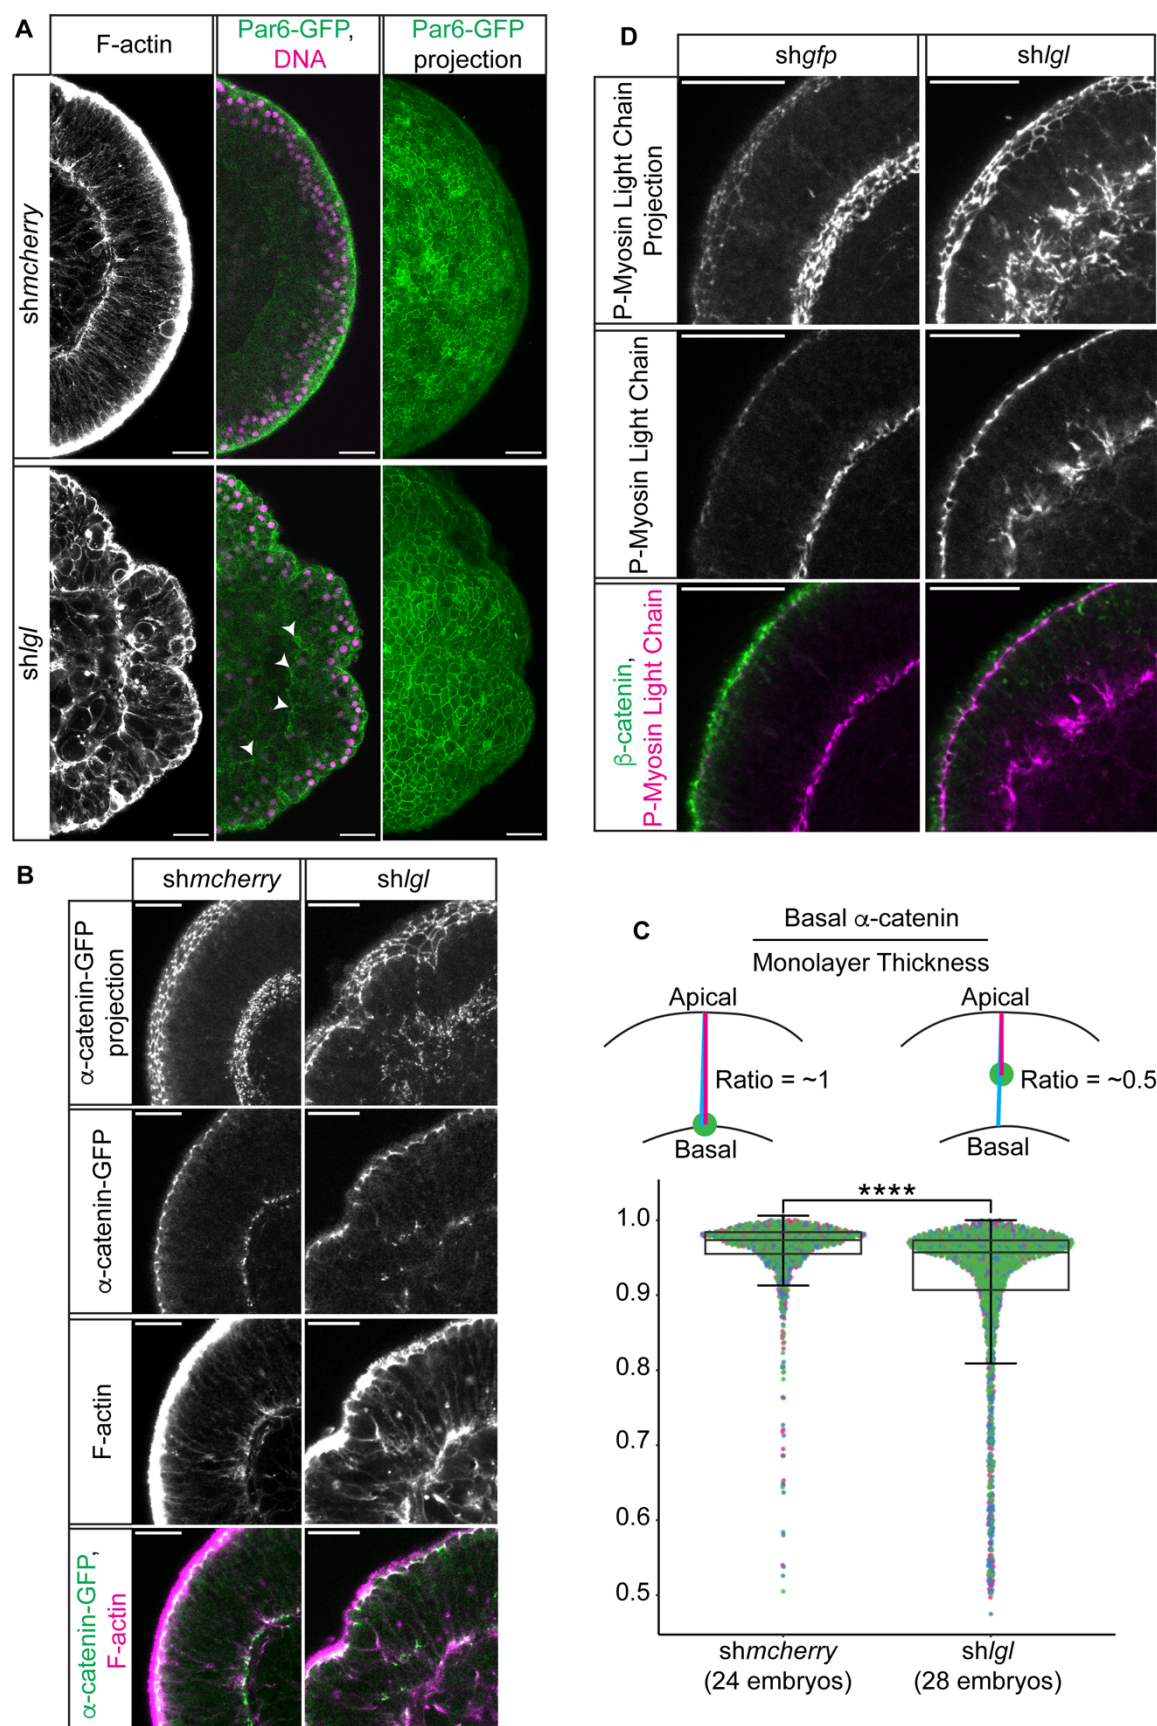 A
F-actin
Par6-GFP,
DNA
Par6-GFP
projection
shmcherry
shlgl
B
shmcherry
shlgl
α-catenin-GFP
projection
α-catenin-GFP
F-actin
α-catenin-GFP,
F-actin
D
shgfp
shlgl
P-Myosin Light Chain
Projection
P-Myosin Light Chain
β-catenin,
P-Myosin Light Chain
C
Basal α-catenin
Monolayer Thickness
Apical
Apical
Ratio = ~1
Ratio = ~0.5
Basal
Basal
****
1.0
0.9
0.8
0.7
0.6
0.5
shmcherry
(24 embryos)
shlgl
(28 embryos)